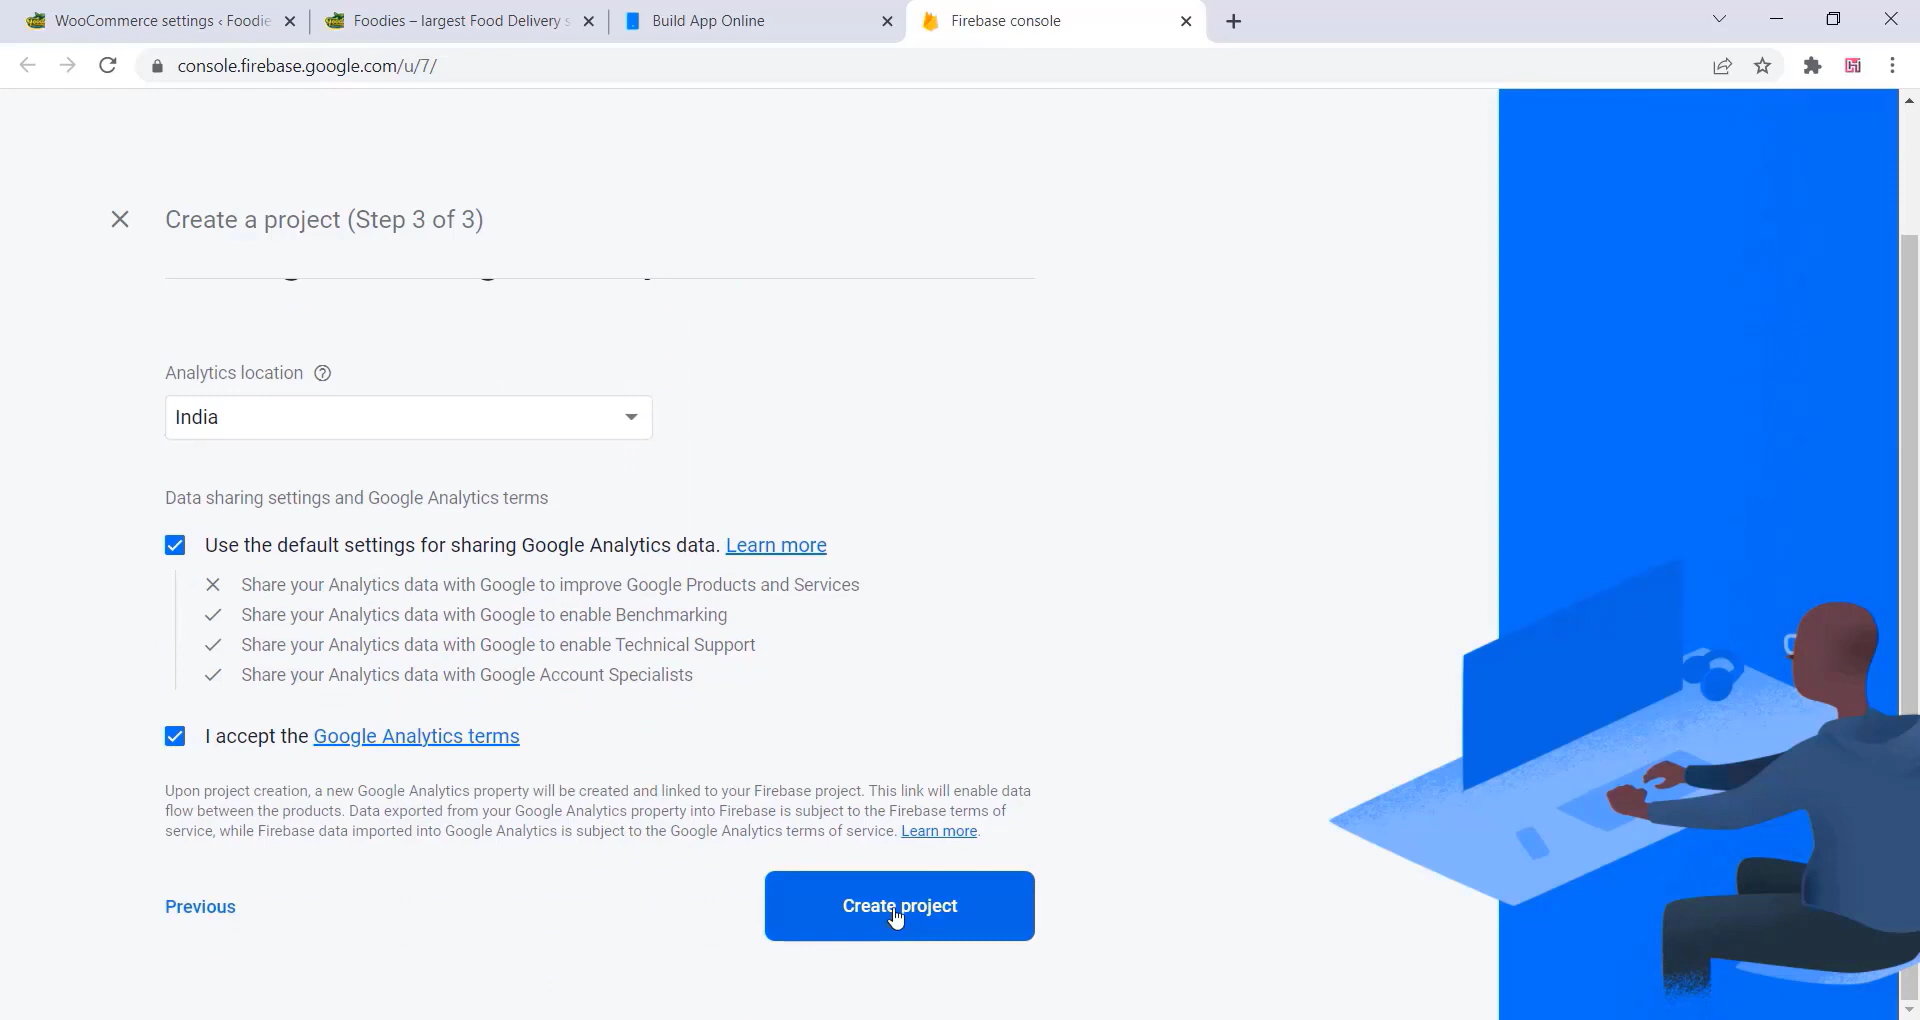 WooCommerce settings ‹ Foodie
Foodies – largest Food Delivery s
Build App Online
Firebase console
console.firebase.google.com/u/7/
Create a project (Step 3 of 3)
Analytics location
India
Data sharing settings and Google Analytics terms
Use the default settings for sharing Google Analytics data. Learn more
Share your Analytics data with Google to improve Google Products and Services
Share your Analytics data with Google to enable Benchmarking
Share your Analytics data with Google to enable Technical Support
Share your Analytics data with Google Account Specialists
I accept the Google Analytics terms
Upon project creation, a new Google Analytics property will be created and linked to your Firebase project. This link will enable data
flow between the products. Data exported from your Google Analytics property into Firebase is subject to the Firebase terms of
service, while Firebase data imported into Google Analytics is subject to the Google Analytics terms of service. Learn more.
Previous
Create project